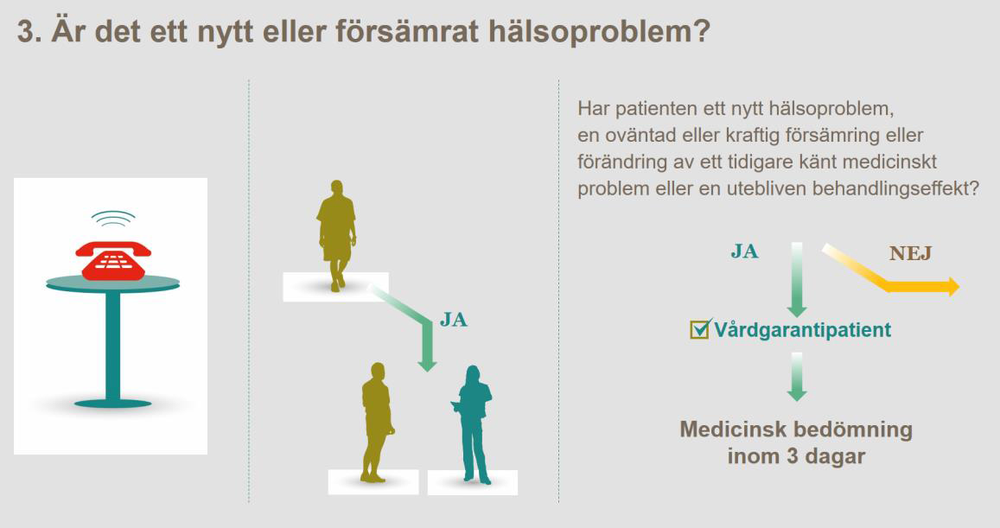 3. Är det ett nytt eller försämrat hälsoproblem?
JA
Har patienten ett nytt hälsoproblem,
en oväntad eller kraftig försämring eller
förändring av ett tidigare känt medicinskt
problem eller en utebliven behandlingseffekt?
JA
NEJ
Vårdgarantipatient
Medicinsk bedömning
inom 3 dagar